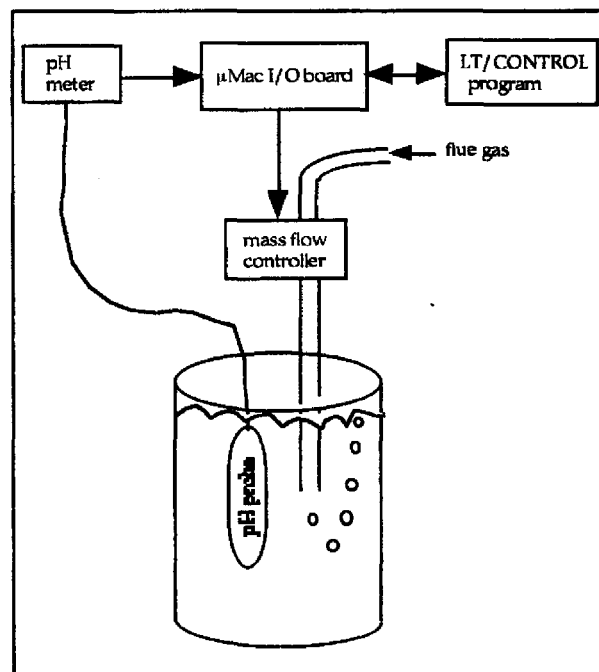 pH
meter
μMac I/O board
LT/CONTROL
program
flue gas
mass flow
controller
pH probe